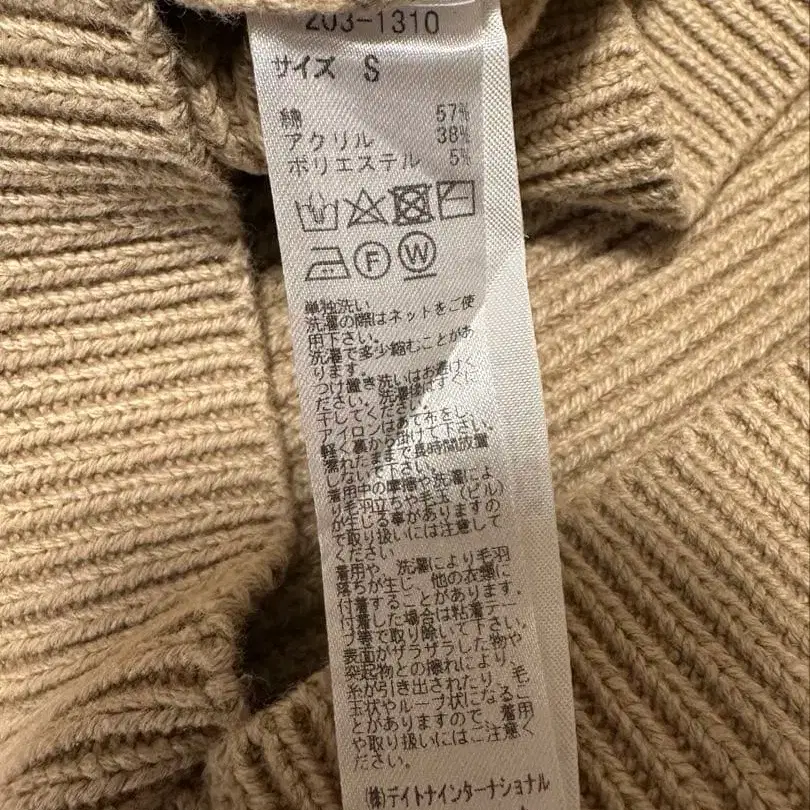 203-1310
サイズ S
綿 57%
アクリル 38%
ポリエステル 5%
F W
単独洗い
洗濯の際はネットをご使
用下さい。
洗濯で多少縮むことがあ
ります。
つけ置き洗いはお避けく
ださい。洗濯後はすぐに
干してください。
アイロンはあて布をし、
軽く裏から掛けて下さい。
濡れたままで長時間放置
しないで下さい。
着用中の摩擦や洗濯によ
り毛羽立ちや毛玉(ピル)
が生じる事がありますの
で取り扱いには注意して
ください
着用や、洗濯により毛羽
落ちが生じ、他の衣類に
付着することがあります。
付着した場合は粘着テー
プ等で取り除いて下さい。
表面がザラザラした物や
突起物との擦れにより、
糸が引き出されたり、毛
玉状やループ状になるこ
とがありますので、着用
や取り扱いにはご注意く
ださい。
(株)デイトナインターナショナル